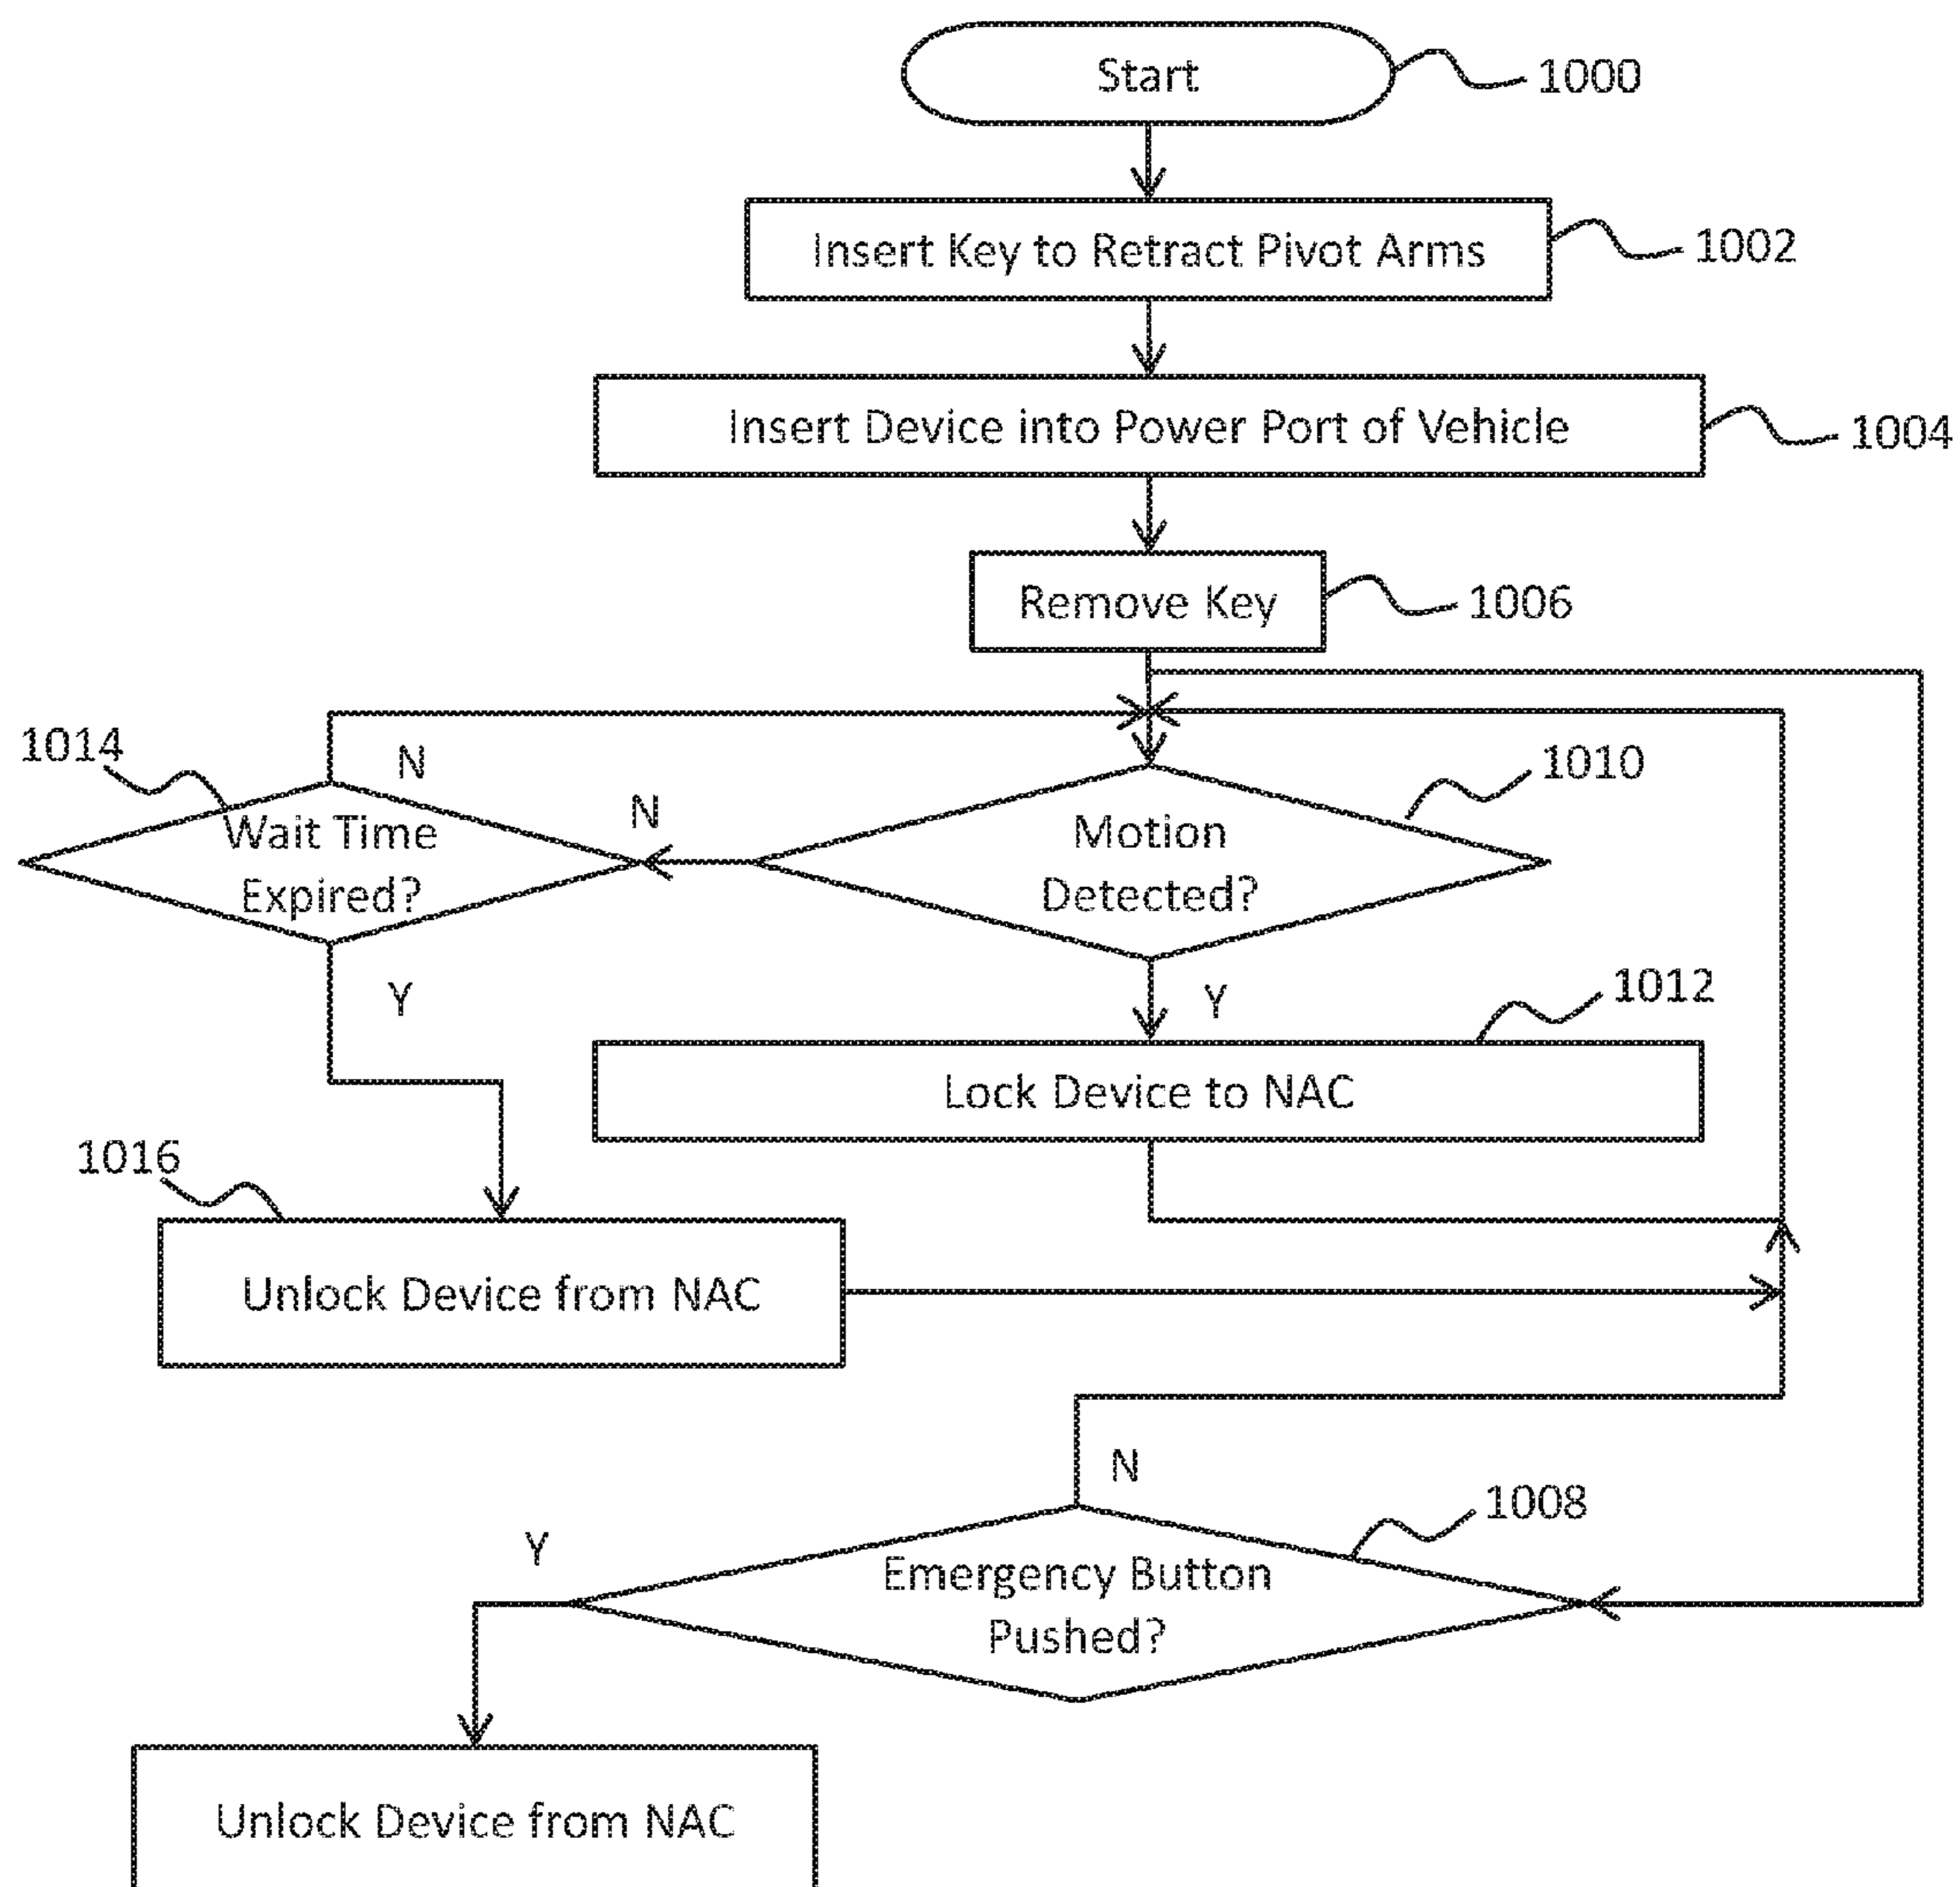 Start
1000
Insert Key to Retract Pivot Arms
1002
Insert Device into Power Port of Vehicle
1004
Remove Key
1006
1014
N
Wait Time
Expired?
N
Motion
Detected?
1010
Y
Y
1012
Lock Device to NAC
1016
Unlock Device from NAC
N
1008
Y
Emergency Button
Pushed?
Unlock Device from NAC